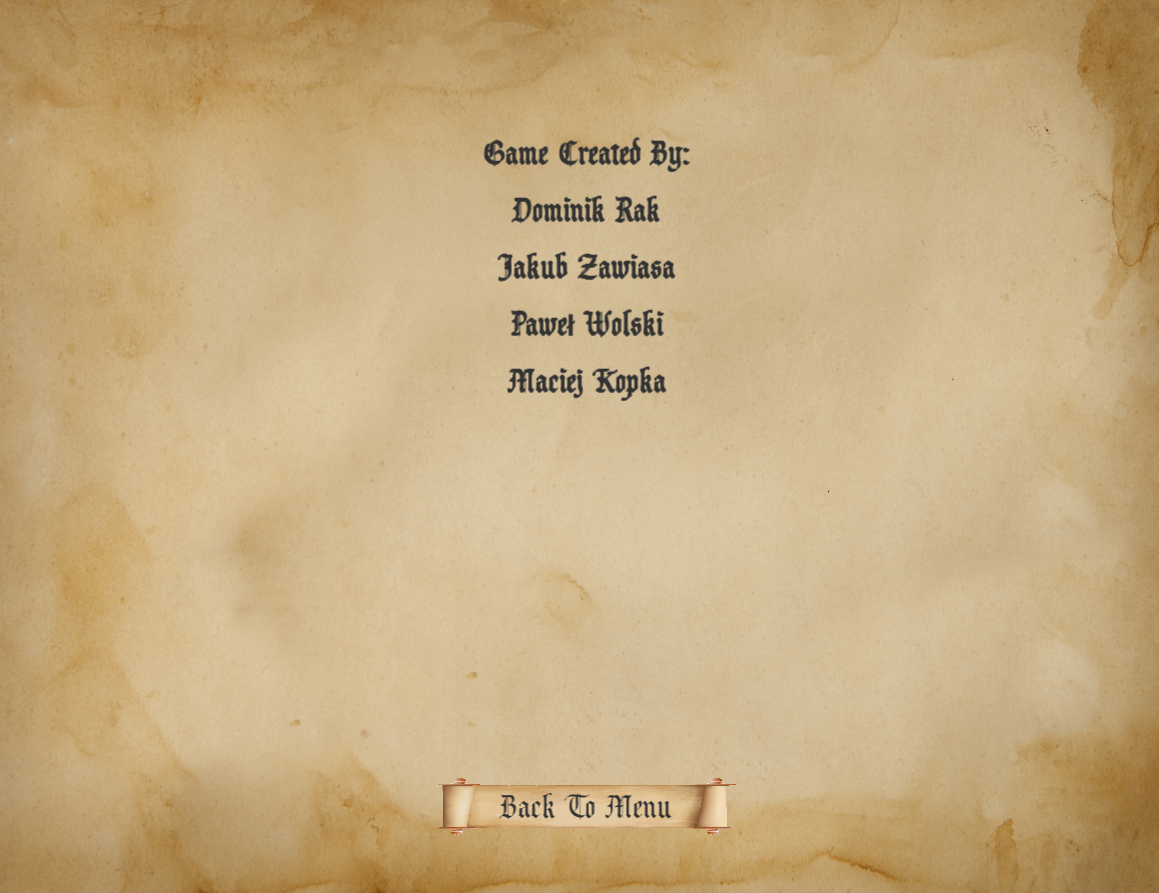 Game Created By:
Dominik Rak
Jakub Zawiasa
Paweł Wolski
Maciej Kopka
Back To Menu